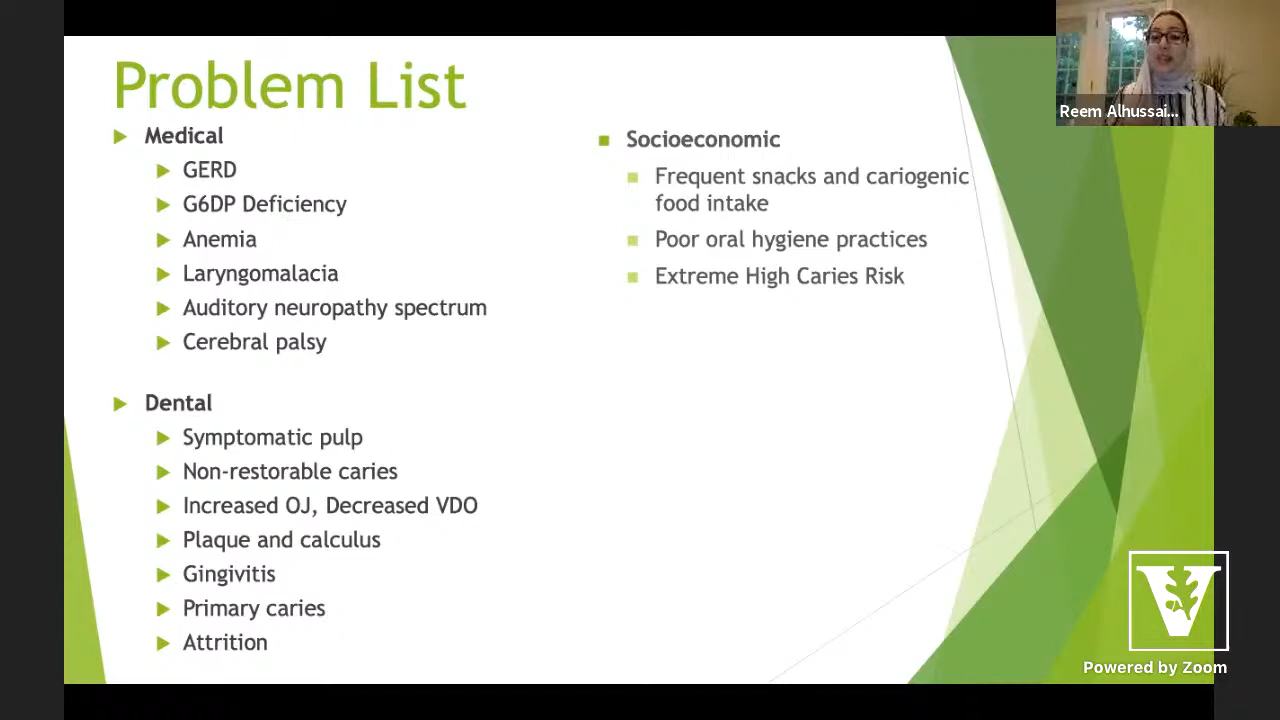 Problem List
Medical
GERD
G6DP Deficiency
Anemia
Laryngomalacia
Auditory neuropathy spectrum
Cerebral palsy
Dental
Symptomatic pulp
Non-restorable caries
Increased OJ, Decreased VDO
Plaque and calculus
Gingivitis
Primary caries
Attrition
Socioeconomic
Frequent snacks and cariogenic
food intake
Poor oral hygiene practices
Extreme High Caries Risk
Reem Alhussai...
V
Powered by Zoom